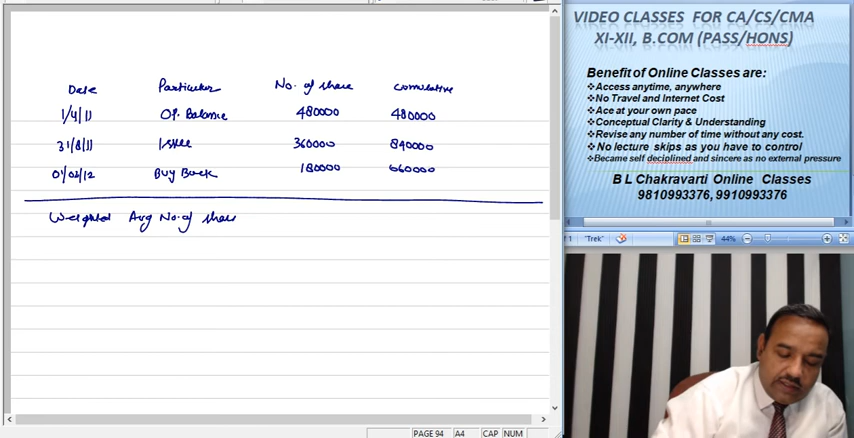 Date Particular No. of share Comulative
1/4/11 Op. Balance 480000 480000
31/8/11 Issue 360000 840000
01/02/12 Buy Back 180000 660000
Weighted Avg No. of share
VIDEO CLASSES FOR CA/CS/CMA
XI-XII, B.COM (PASS/HONS)
Benefit of Online Classes are:
❖Access anytime, anywhere
❖No Travel and Internet Cost
❖Ace at your own pace
❖Conceptual Clarity & Understanding
❖Revise any number of time without any cost.
❖No lecture skips as you have to control
❖Became self deciplined and sincere as no external pressure
B L Chakravarti Online Classes
9810993376, 9910993376
of 1 "Trek" 44%
PAGE 94 A4 CAP NUM